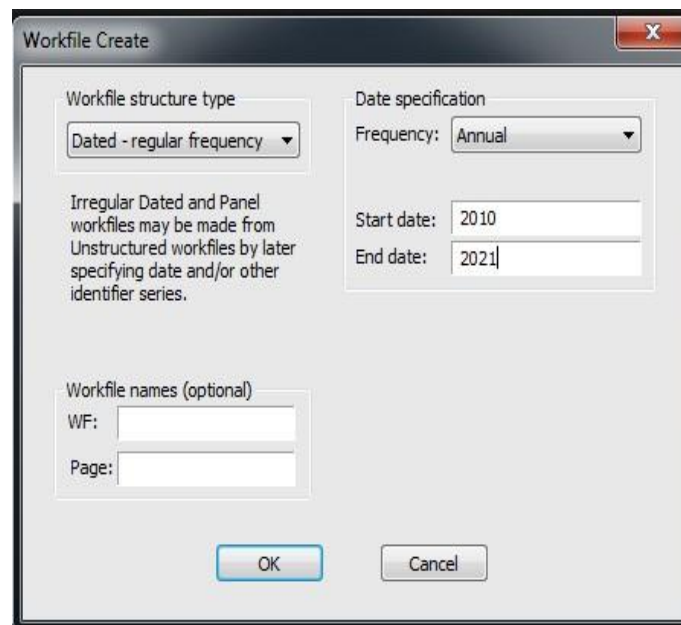 Workfile Create
x
Workfile structure type
Dated - regular frequency
Irregular Dated and Panel
workfiles may be made from
Unstructured workfiles by later
specifying date and/or other
identifier series.
Date specification
Frequency: Annual
Start date: 2010
End date: 2021
Workfile names (optional)
WF:
Page:
OK Cancel